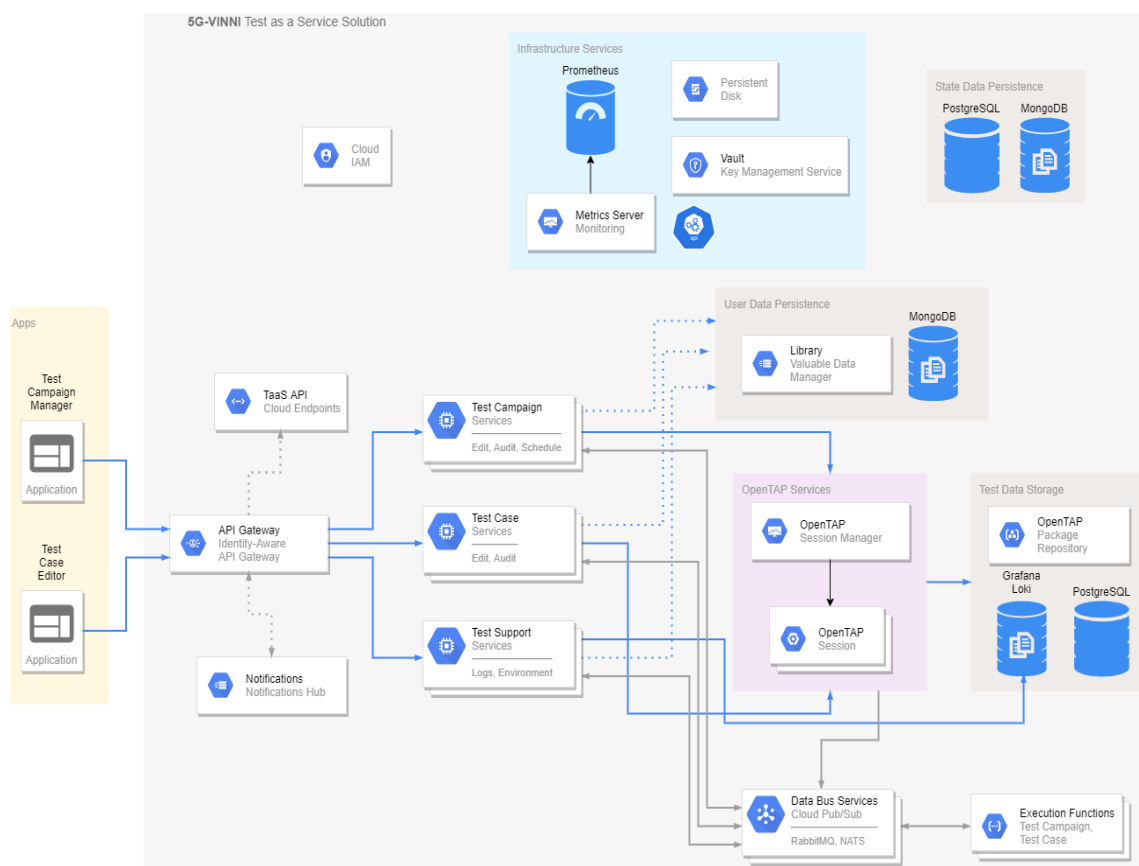 5G-VINNI Test as a Service Solution
Infrastructure Services
Prometheus
Persistent
Disk
Vault
Key Management Service
Metrics Server
Monitoring
api
State Data Persistence
PostgreSQL
MongoDB
Cloud
IAM
Apps
Test
Campaign
Manager
Application
Test
Case
Editor
Application
TaaS API
Cloud Endpoints
API Gateway
Identity-Aware
API Gateway
Notifications
Notifications Hub
Test Campaign
Services
Edit, Audit, Schedule
Test Case
Services
Edit, Audit
Test Support
Services
Logs, Environment
User Data Persistence
Library
Valuable Data
Manager
MongoDB
OpenTAP Services
OpenTAP
Session Manager
OpenTAP
Session
Test Data Storage
OpenTAP
Package
Repository
Grafana
Loki
PostgreSQL
Data Bus Services
Cloud Pub/Sub
RabbitMQ, NATS
Execution Functions
Test Campaign,
Test Case